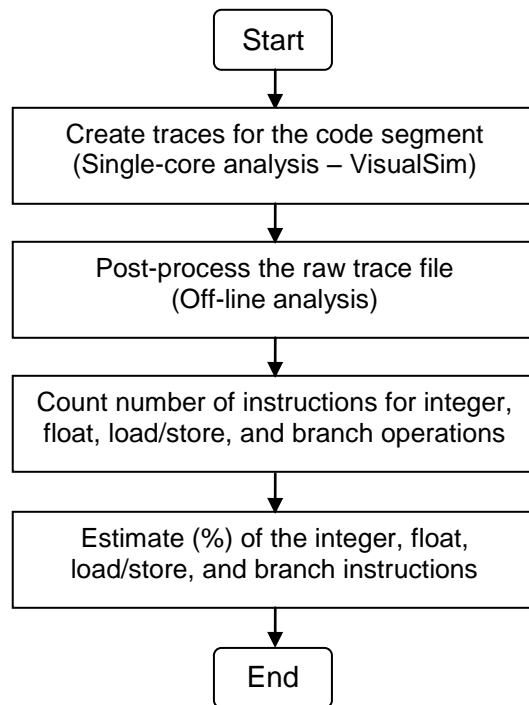 Start
Create traces for the code segment
(Single-core analysis – VisualSim)
Post-process the raw trace file
(Off-line analysis)
Count number of instructions for integer,
float, load/store, and branch operations
Estimate (%) of the integer, float,
load/store, and branch instructions
End